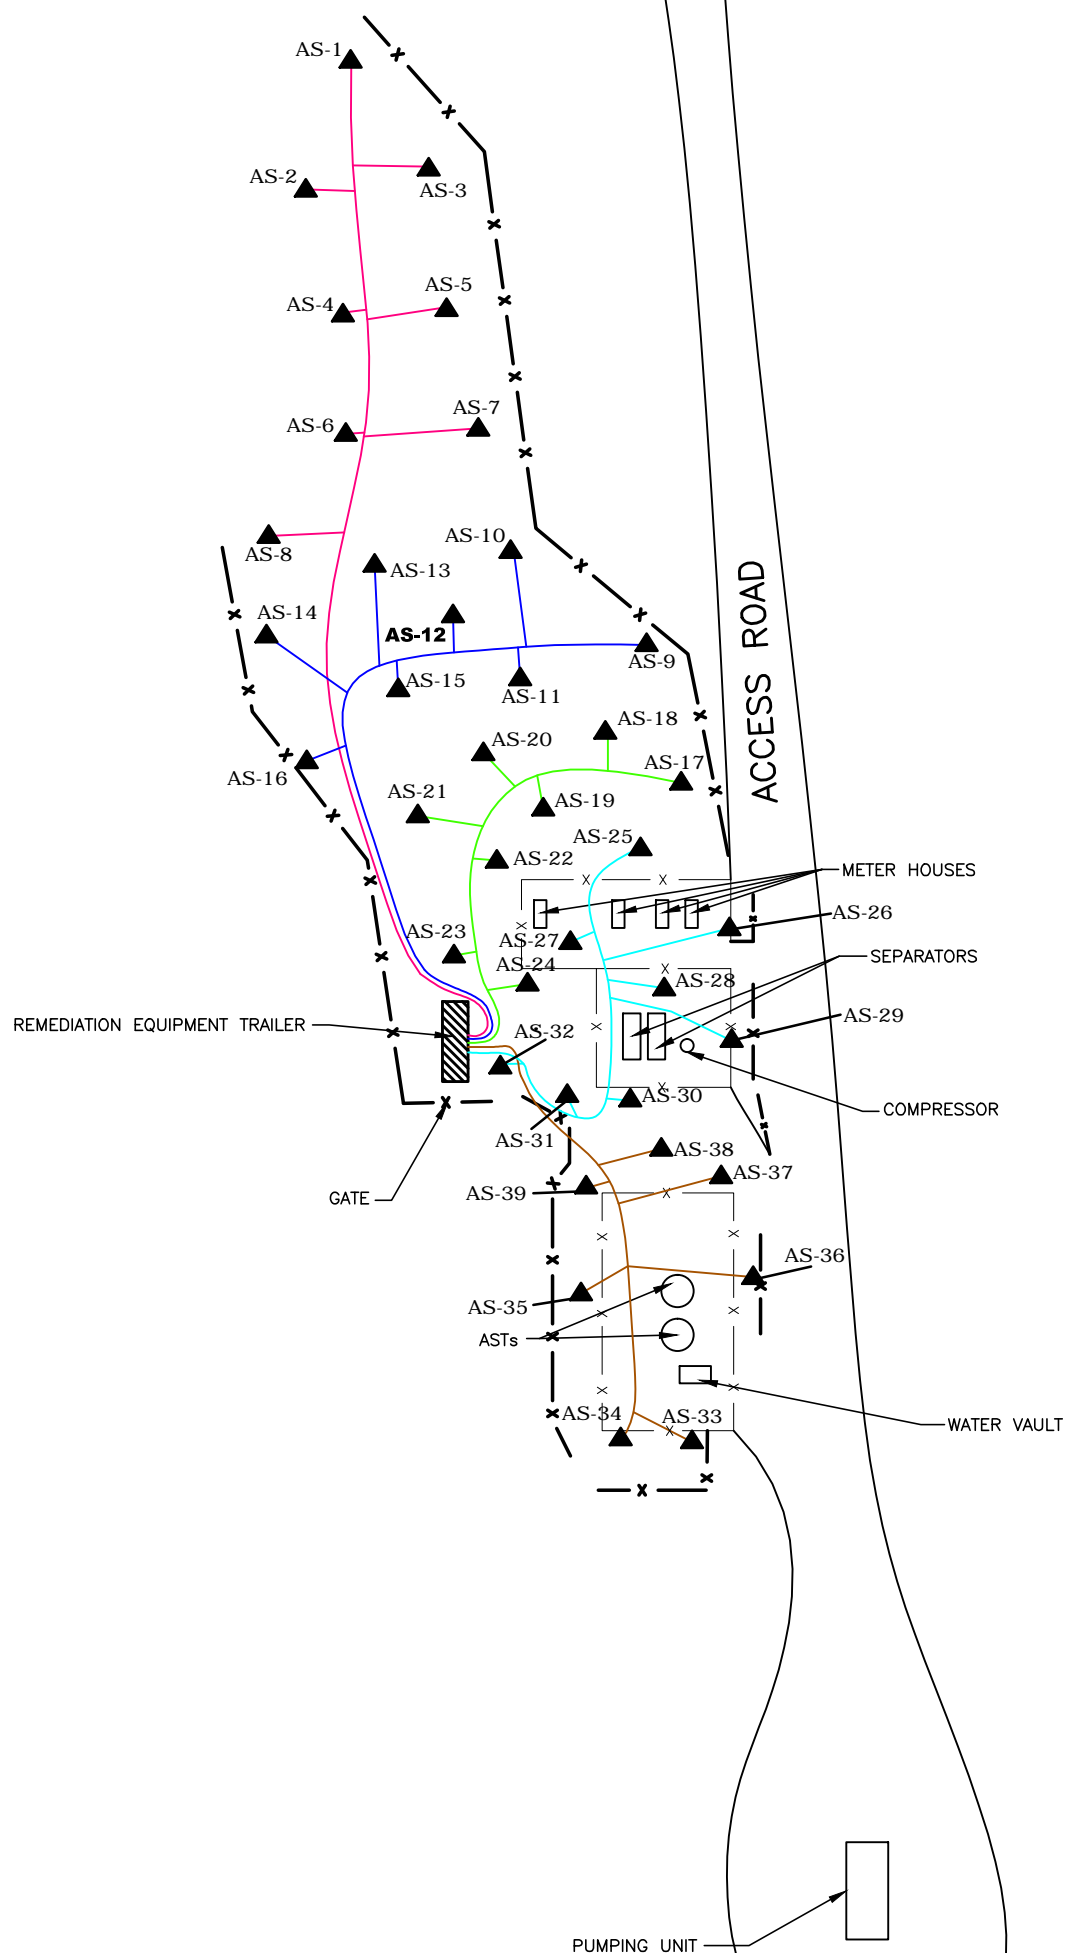 AS-1
AS-2
AS-3
AS-4
AS-5
AS-6
AS-7
AS-8
AS-10
AS-13
AS-14
AS-12
AS-9
AS-15
AS-11
ACCESS ROAD
AS-18
AS-20
AS-17
AS-16
AS-21
AS-19
AS-25
AS-22
METER HOUSES
AS-26
AS-23
AS-27
SEPARATORS
AS-24
AS-28
AS-29
REMEDIATION EQUIPMENT TRAILER
AS-32
AS-30
COMPRESSOR
AS-31
AS-38
AS-37
AS-39
GATE
AS-36
AS-35
ASTs
AS-34
AS-33
WATER VAULT
PUMPING UNIT